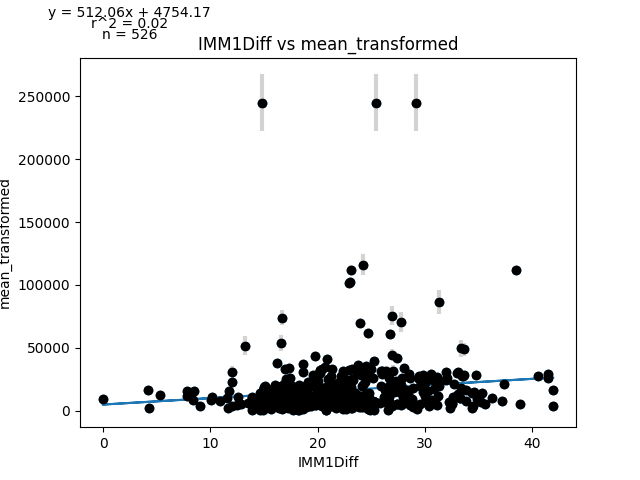 y = 512.06x + 4754.17
r^2 = 0.02
n = 526
IMM1Diff vs mean_transformed
250000
200000
150000
100000
50000
0
mean_transformed
0 10 20 30 40
IMM1Diff